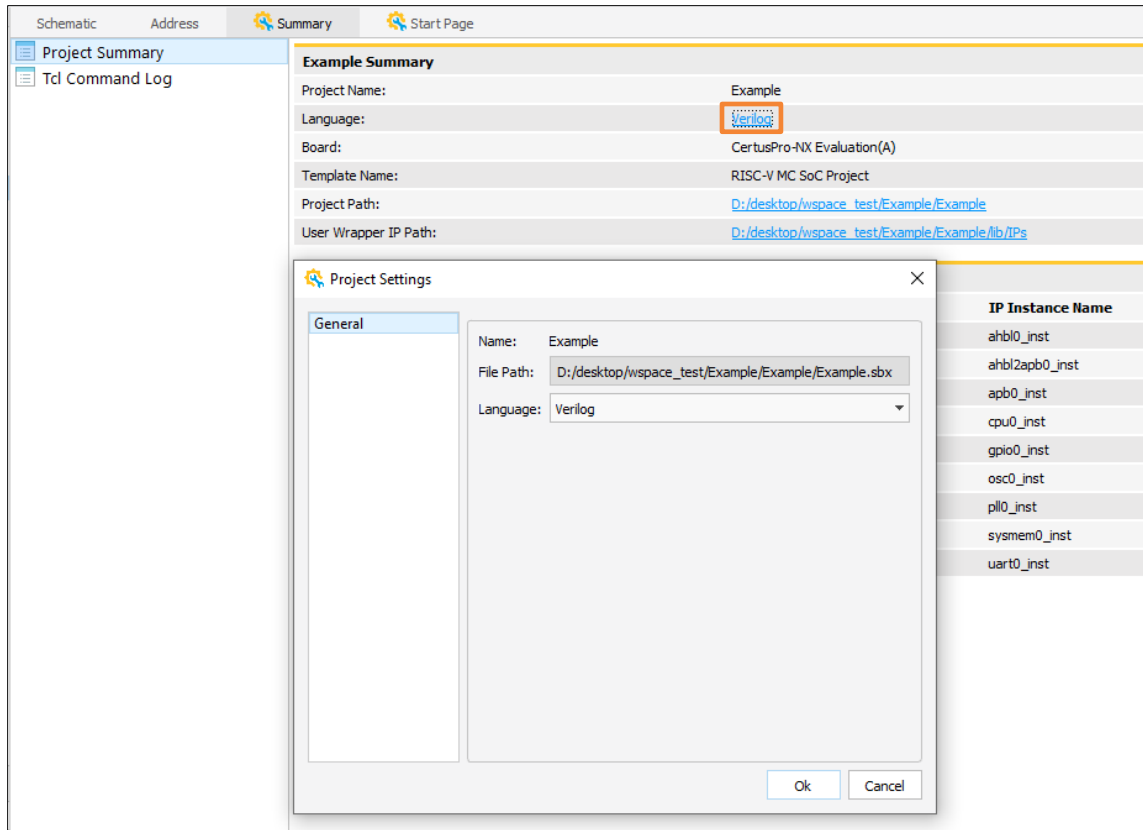 Schematic Address Summary Start Page
Project Summary
Tcl Command Log
Example Summary
Project Name: Example
Language: Verilog
Board: CertusPro-NX Evaluation(A)
Template Name: RISC-V MC SoC Project
Project Path: D:/desktop/wspace_test/Example/Example
User Wrapper IP Path: D:/desktop/wspace_test/Example/Example/lib/IPs
Project Settings
General
Name: Example
File Path: D:/desktop/wspace_test/Example/Example/Example.sbx
Language: Verilog
Ok Cancel
IP Instance Name
ahbl0_inst
ahbl2apb0_inst
apb0_inst
cpu0_inst
gpio0_inst
osc0_inst
pll0_inst
sysmem0_inst
uart0_inst